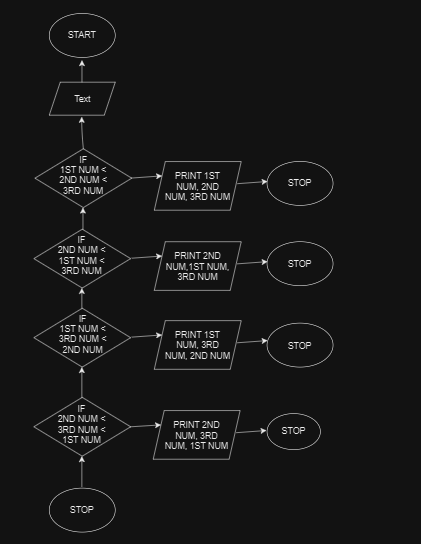 START
Text
IF
1ST NUM <
2ND NUM <
3RD NUM
PRINT 1ST
NUM, 2ND
NUM, 3RD NUM
STOP
IF
2ND NUM <
1ST NUM <
3RD NUM
PRINT 2ND
NUM,1ST NUM,
3RD NUM
STOP
IF
1ST NUM <
3RD NUM <
2ND NUM
PRINT 1ST
NUM, 3RD
NUM, 2ND NUM
STOP
IF
2ND NUM <
3RD NUM <
1ST NUM
PRINT 2ND
NUM, 3RD
NUM, 1ST NUM
STOP
STOP